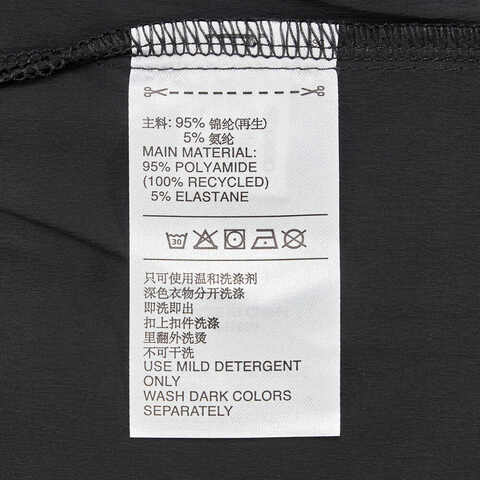 主料: 95% 锦纶(再生)
5% 氨纶
MAIN MATERIAL:
95% POLYAMIDE
(100% RECYCLED)
5% ELASTANE
30
只可使用温和洗涤剂
深色衣物分开洗涤
即洗即出
扣上扣件洗涤
里翻外洗烫
不可干洗
USE MILD DETERGENT
ONLY
WASH DARK COLORS
SEPARATELY